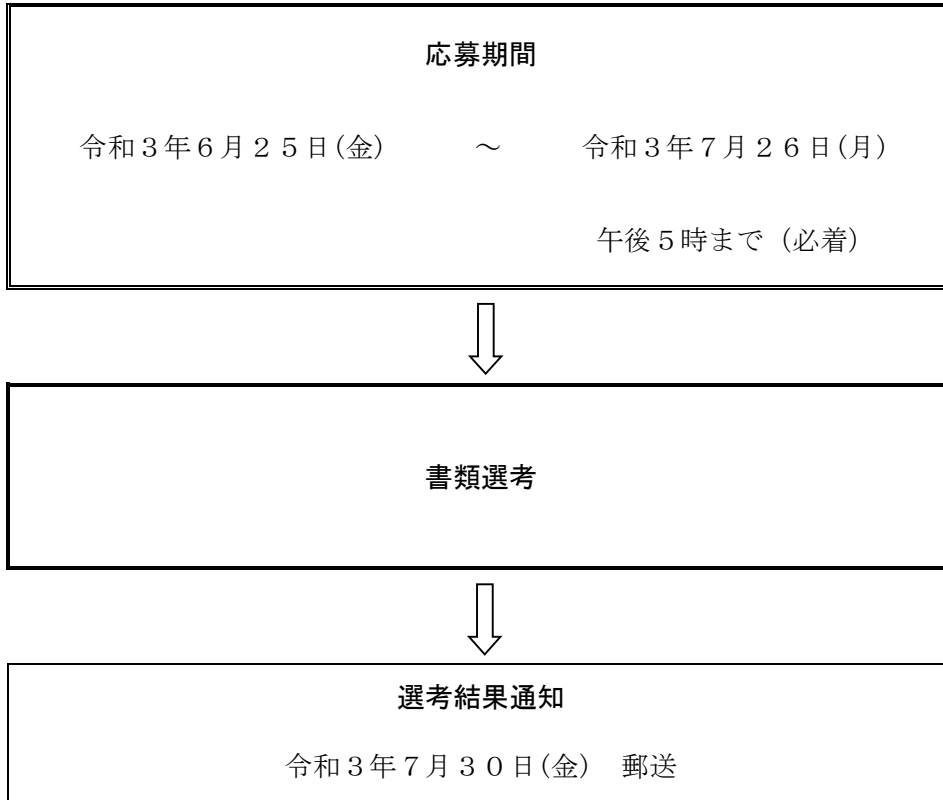 応募期間
令和３年６月２５日(金)　　～　　令和３年７月２６日(月)
午後５時まで（必着）
書類選考
選考結果通知
令和３年７月３０日(金)　郵送